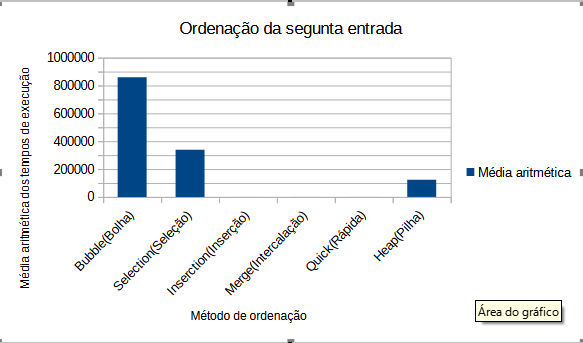 Ordenação da segunta entrada
Média aritmética dos tempos de execução
1000000
800000
600000
400000
200000
0
Bubble(Bolha)
Selection(Seleção)
Inserction(Inserção)
Merge(Intercalação)
Quick(Rápida)
Heap(Pilha)
Método de ordenação
Média aritmética
Área do gráfico